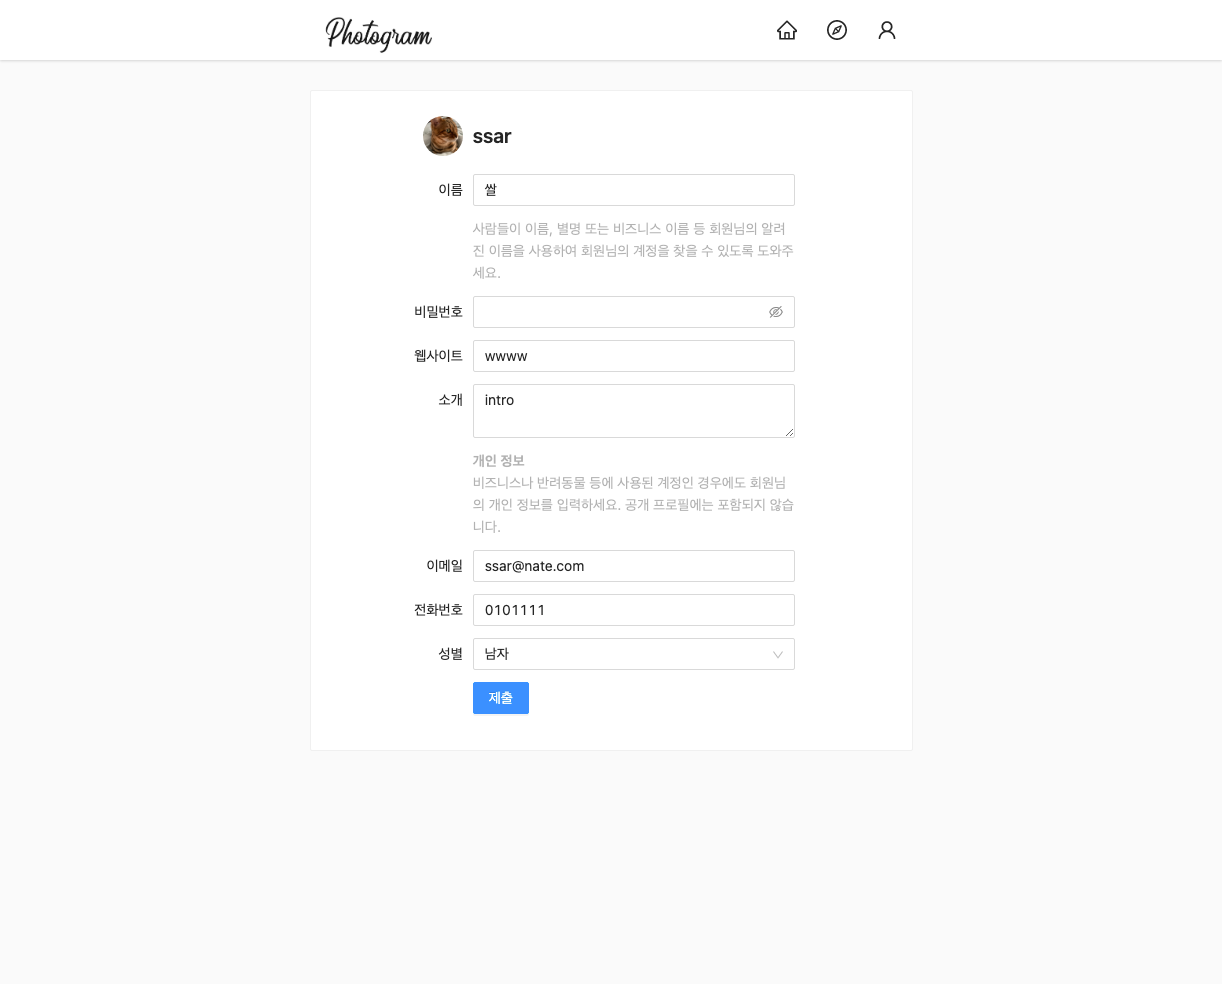 Photogram
ssar
이름
쌀
사람들이 이름, 별명 또는 비즈니스 이름 등 회원님의 알려
진 이름을 사용하여 회원님의 계정을 찾을 수 있도록 도와주
세요.
비밀번호
웹사이트
wwww
소개
intro
개인 정보
비즈니스나 반려동물 등에 사용된 계정인 경우에도 회원님
의 개인 정보를 입력하세요. 공개 프로필에는 포함되지 않습
니다.
이메일
ssar@nate.com
전화번호
0101111
성별
남자
제출